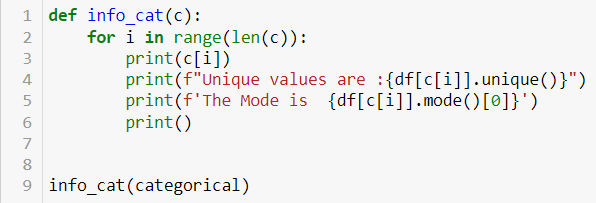 1 def info_cat(c):
2     for i in range(len(c)):
3         print(c[i])
4         print(f"Unique values are :{df[c[i]].unique()}")
5         print(f'The Mode is  {df[c[i]].mode()[0]}')
6         print()
7
8
9 info_cat(categorical)